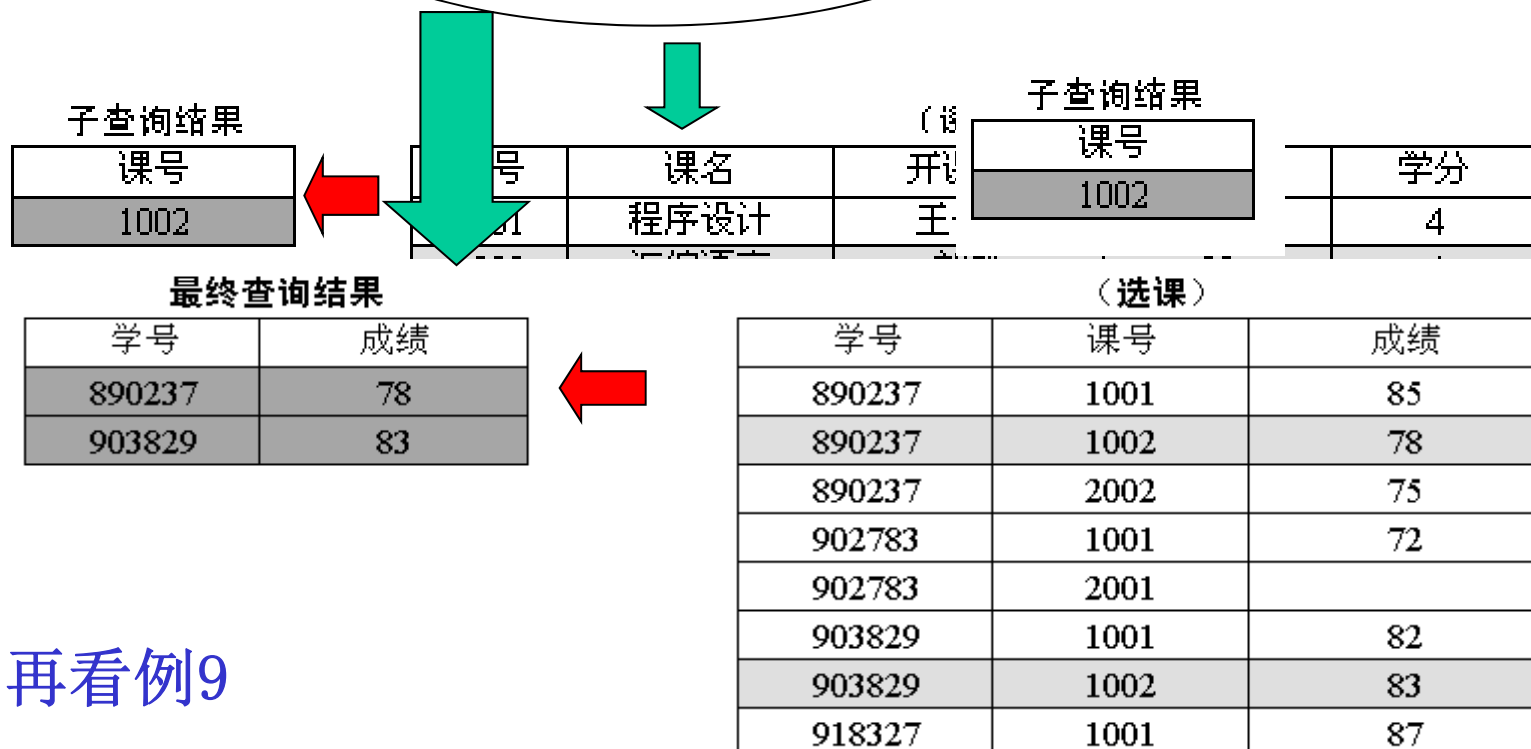 子查询结果
子查询结果
课号
1002
课号
1002
号 课名 开 学分
程序设计 王 4
最终查询结果
学号 成绩
890237 78
903829 83
(选课)
学号 课号 成绩
890237 1001 85
890237 1002 78
890237 2002 75
902783 1001 72
902783 2001
903829 1001 82
903829 1002 83
918327 1001 87
再看例9